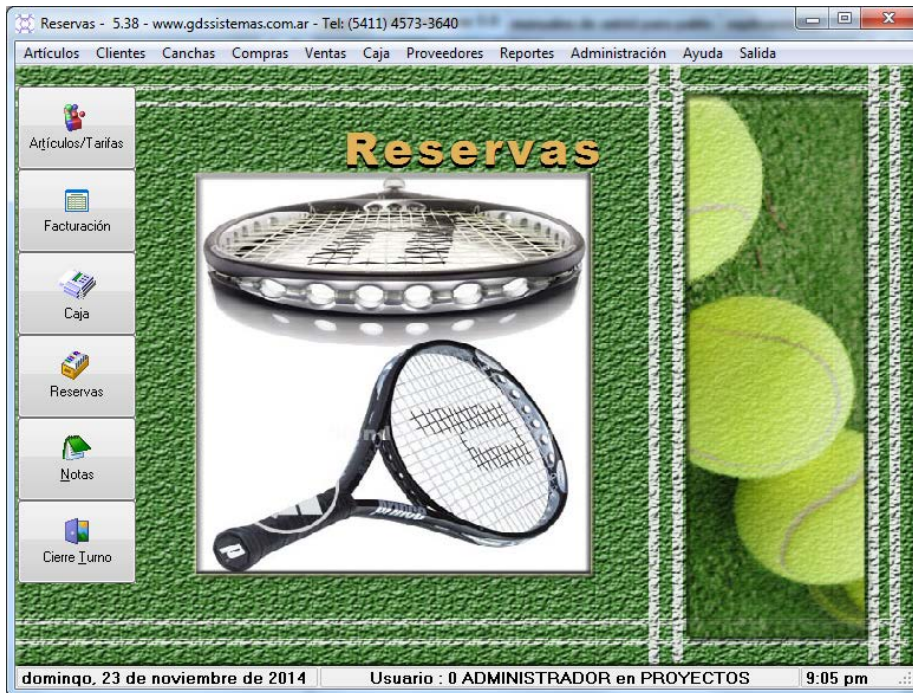 Reservas - 5.38 - www.gdssistemas.com.ar - Tel: (5411) 4573-3640
Artículos Clientes Canchas Compras Ventas Caja Proveedores Reportes Administración Ayuda Salida
Artículos/Tarifas
Facturación
Caja
Reservas
Notas
Cierre Turno
Reservas
domingo, 23 de noviembre de 2014 Usuario : 0 ADMINISTRADOR en PROYECTOS 9:05 pm